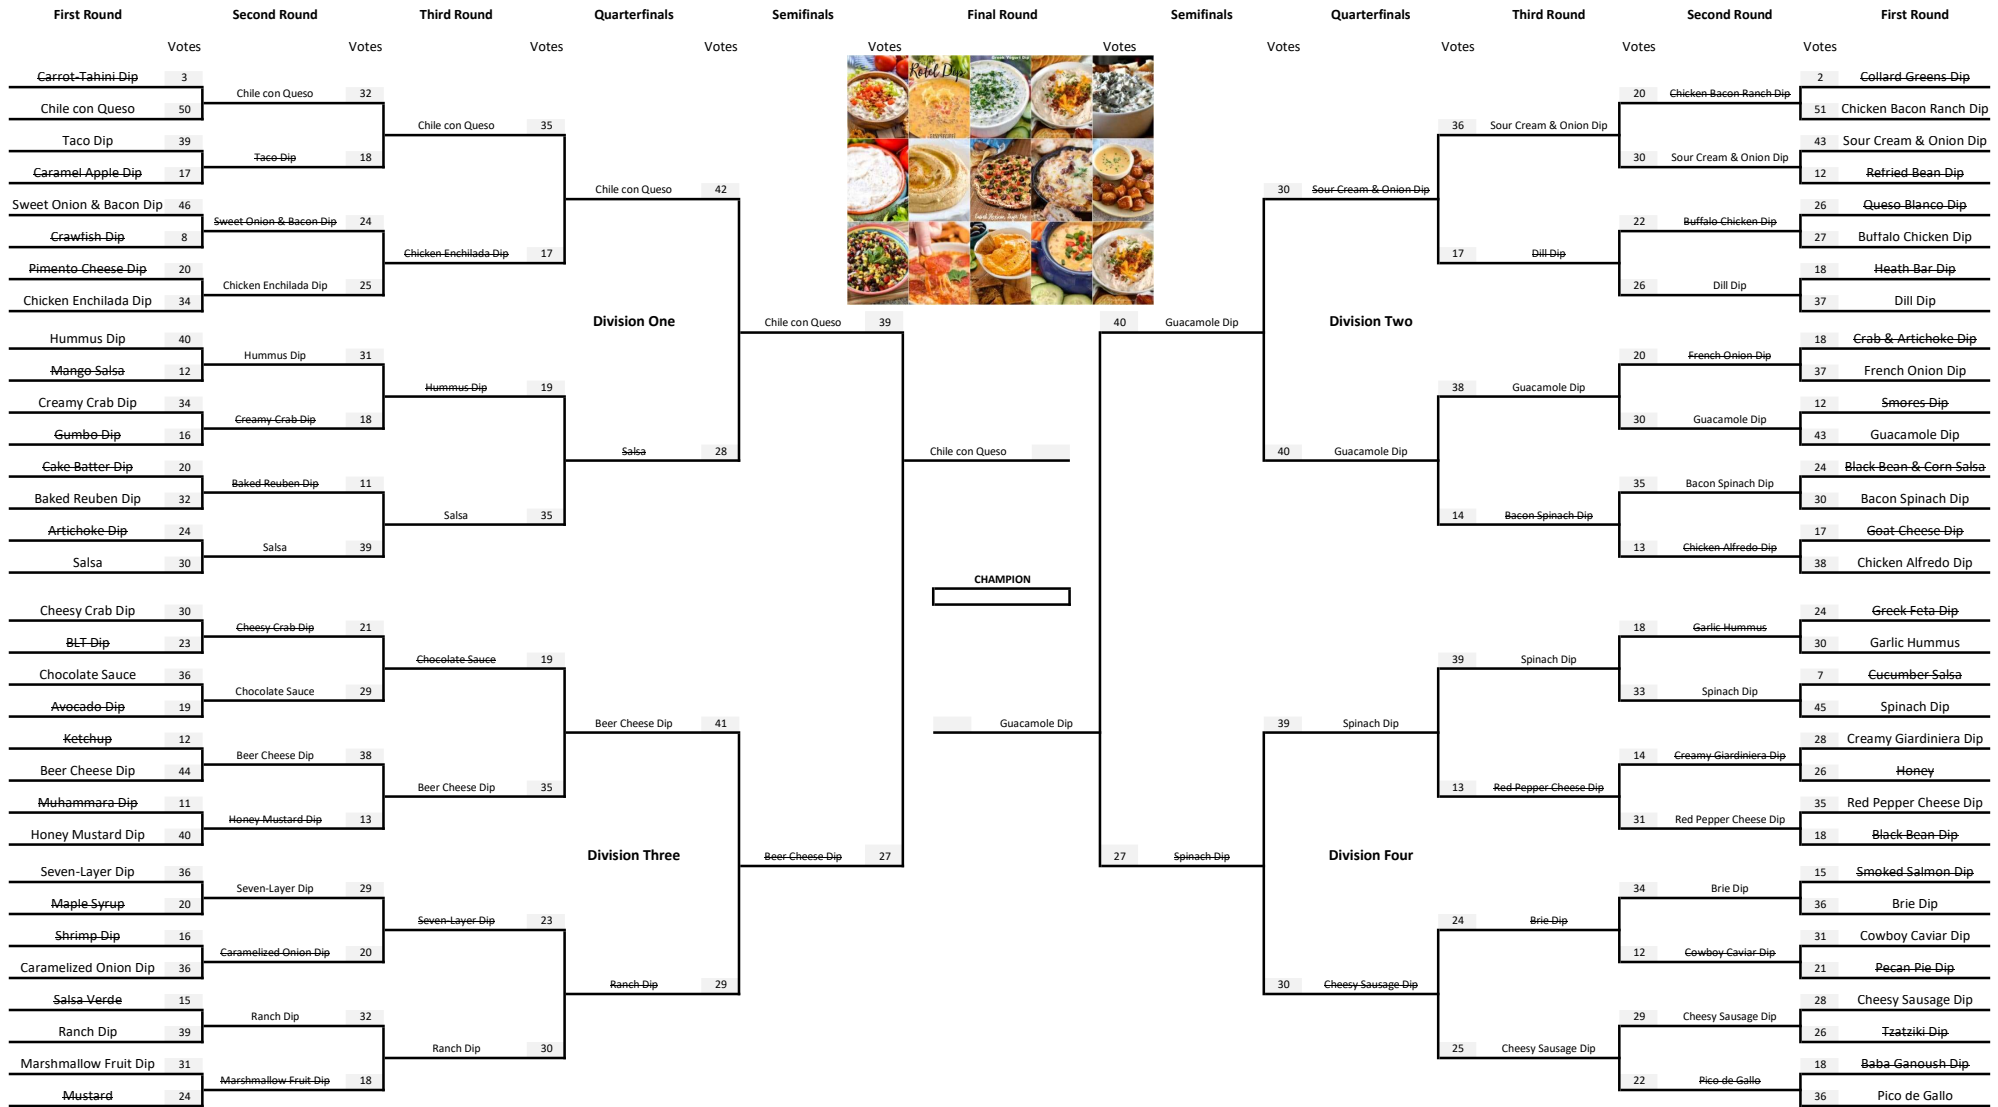 First Round Second Round Third Round Quarterfinals Semifinals Final Round Semifinals Quarterfinals Third Round Second Round First Round
Votes Votes Votes Votes Votes Votes Votes Votes Votes Votes
Rotel Dip
Carrot-Tahini Dip 3
Chile con Queso 50
Taco Dip 39
Caramel Apple Dip 17
Sweet Onion & Bacon Dip 46
Crawfish Dip 8
Pimento Cheese Dip 20
Chicken Enchilada Dip 34
Hummus Dip 40
Mango Salsa 12
Creamy Crab Dip 34
Gumbo Dip 16
Cake Batter Dip 20
Baked Reuben Dip 32
Artichoke Dip 24
Salsa 30
Cheesy Crab Dip 30
BLT Dip 23
Chocolate Sauce 36
Avocado Dip 19
Ketchup 12
Beer Cheese Dip 44
Muhammara Dip 11
Honey Mustard Dip 40
Seven-Layer Dip 36
Maple Syrup 20
Shrimp Dip 16
Caramelized Onion Dip 36
Salsa Verde 15
Ranch Dip 39
Marshmallow Fruit Dip 31
Mustard 24
Chile con Queso 32
Taco Dip 18
Sweet Onion & Bacon Dip 24
Chicken Enchilada Dip 25
Hummus Dip 31
Creamy Crab Dip 18
Baked Reuben Dip 11
Salsa 39
Cheesy Crab Dip 21
Chocolate Sauce 29
Beer Cheese Dip 38
Honey Mustard Dip 13
Seven-Layer Dip 29
Caramelized Onion Dip 20
Ranch Dip 32
Marshmallow Fruit Dip 18
Chile con Queso 35
Chicken Enchilada Dip 17
Hummus Dip 19
Salsa 35
Chocolate Sauce 19
Beer Cheese Dip 35
Seven-Layer Dip 23
Ranch Dip 30
Chile con Queso 42
Division One
Salsa 28
Beer Cheese Dip 41
Division Three
Ranch Dip 29
Chile con Queso 39
Beer Cheese Dip 27
Chile con Queso
CHAMPION
Guacamole Dip
40 Guacamole Dip
27 Spinach Dip
30 Sour Cream & Onion Dip
Division Two
40 Guacamole Dip
39 Spinach Dip
Division Four
30 Cheesy Sausage Dip
36 Sour Cream & Onion Dip
17 Dill Dip
38 Guacamole Dip
14 Bacon Spinach Dip
39 Spinach Dip
13 Red Pepper Cheese Dip
24 Brie Dip
25 Cheesy Sausage Dip
20 Chicken Bacon Ranch Dip
30 Sour Cream & Onion Dip
22 Buffalo Chicken Dip
26 Dill Dip
20 French Onion Dip
30 Guacamole Dip
35 Bacon Spinach Dip
13 Chicken Alfredo Dip
18 Garlic Hummus
33 Spinach Dip
14 Creamy Giardiniera Dip
31 Red Pepper Cheese Dip
34 Brie Dip
12 Cowboy Caviar Dip
29 Cheesy Sausage Dip
22 Pico de Gallo
2 Collard Greens Dip
51 Chicken Bacon Ranch Dip
43 Sour Cream & Onion Dip
12 Refried Bean Dip
26 Queso Blanco Dip
27 Buffalo Chicken Dip
18 Heath Bar Dip
37 Dill Dip
18 Crab & Artichoke Dip
37 French Onion Dip
12 Smores Dip
43 Guacamole Dip
24 Black Bean & Corn Salsa
30 Bacon Spinach Dip
17 Goat Cheese Dip
38 Chicken Alfredo Dip
24 Greek Feta Dip
30 Garlic Hummus
7 Cucumber Salsa
45 Spinach Dip
28 Creamy Giardiniera Dip
26 Honey
35 Red Pepper Cheese Dip
18 Black Bean Dip
15 Smoked Salmon Dip
36 Brie Dip
31 Cowboy Caviar Dip
21 Pecan Pie Dip
28 Cheesy Sausage Dip
26 Tzatziki Dip
18 Baba Ganoush Dip
36 Pico de Gallo